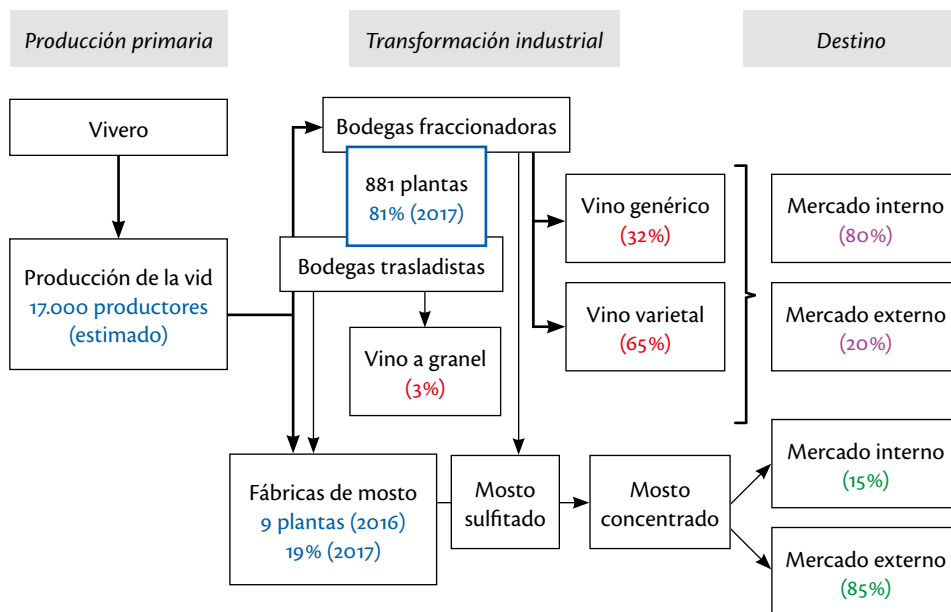 Producción primaria
Transformación industrial
Destino
Vivero
Bodegas fraccionadoras
881 plantas
81% (2017)
Bodegas trasladistas
Producción de la vid
17.000 productores
(estimado)
Vino genérico
(32%)
Mercado interno
(80%)
Vino varietal
(65%)
Mercado externo
(20%)
Vino a granel
(3%)
Fábricas de mosto
9 plantas (2016)
19% (2017)
Mosto
sulfitado
Mosto
concentrado
Mercado interno
(15%)
Mercado externo
(85%)